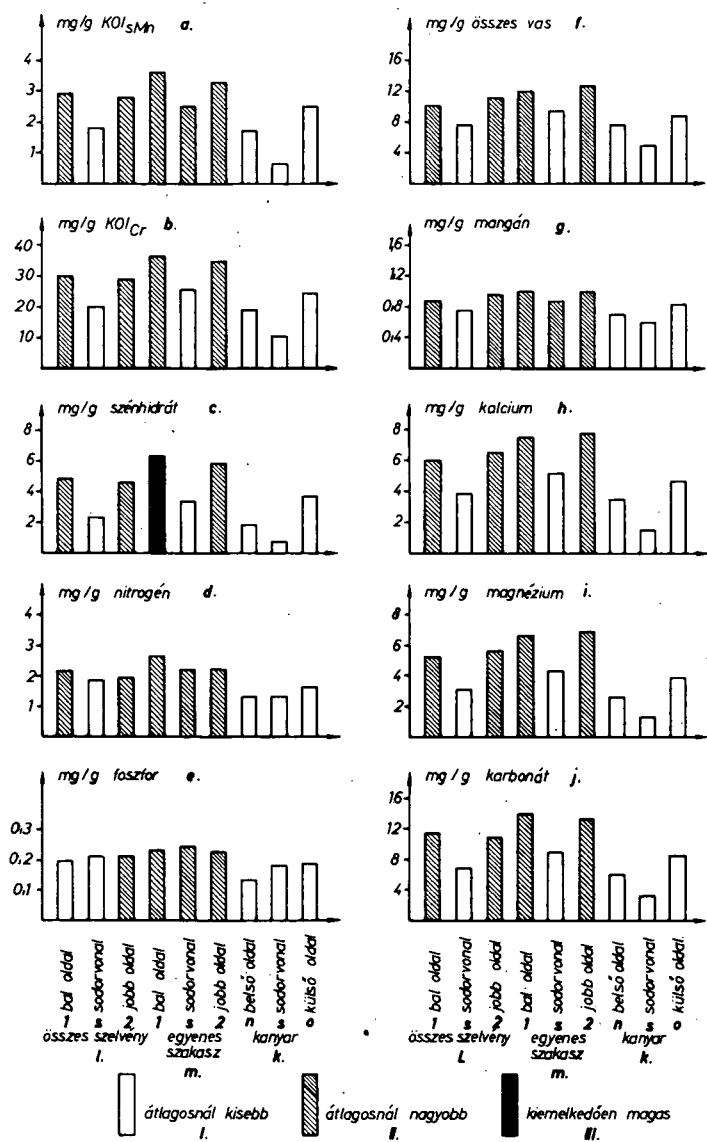 mg/g KOI sMn a.
4
3
2
1
mg/g KOI Cr b.
40
30
20
10
mg/g szénhidrát c.
8
6
4
2
mg/g nitrogén d.
4
3
2
1
mg/g foszfor e.
0,3
0,2
0,1
bal oldal
sodorvonal
jobb oldal
bal oldal
sodorvonal
jobb oldal
belső oldal
sodorvonal
külső oldal
1 s 2 1 s 2 n s o
összes szelvény egyenes szakasz kanyar
l. m. k.
mg/g összes vas f.
16
12
8
4
mg/g mangán g.
1,6
1,2
0,8
0,4
mg/g kalcium h.
8
6
4
2
mg/g magnézium i.
8
6
4
2
mg/g karbonát j.
16
12
8
4
bal oldal
sodorvonal
jobb oldal
bal oldal
sodorvonal
jobb oldal
belső oldal
sodorvonal
külső oldal.
1 s 2 1 s 2 n s o
összes szelvény egyenes szakasz kanyar
L m. k.
átlagosnál kisebb
I.
átlagosnál nagyobb
II.
kiemelkedően magas
III.